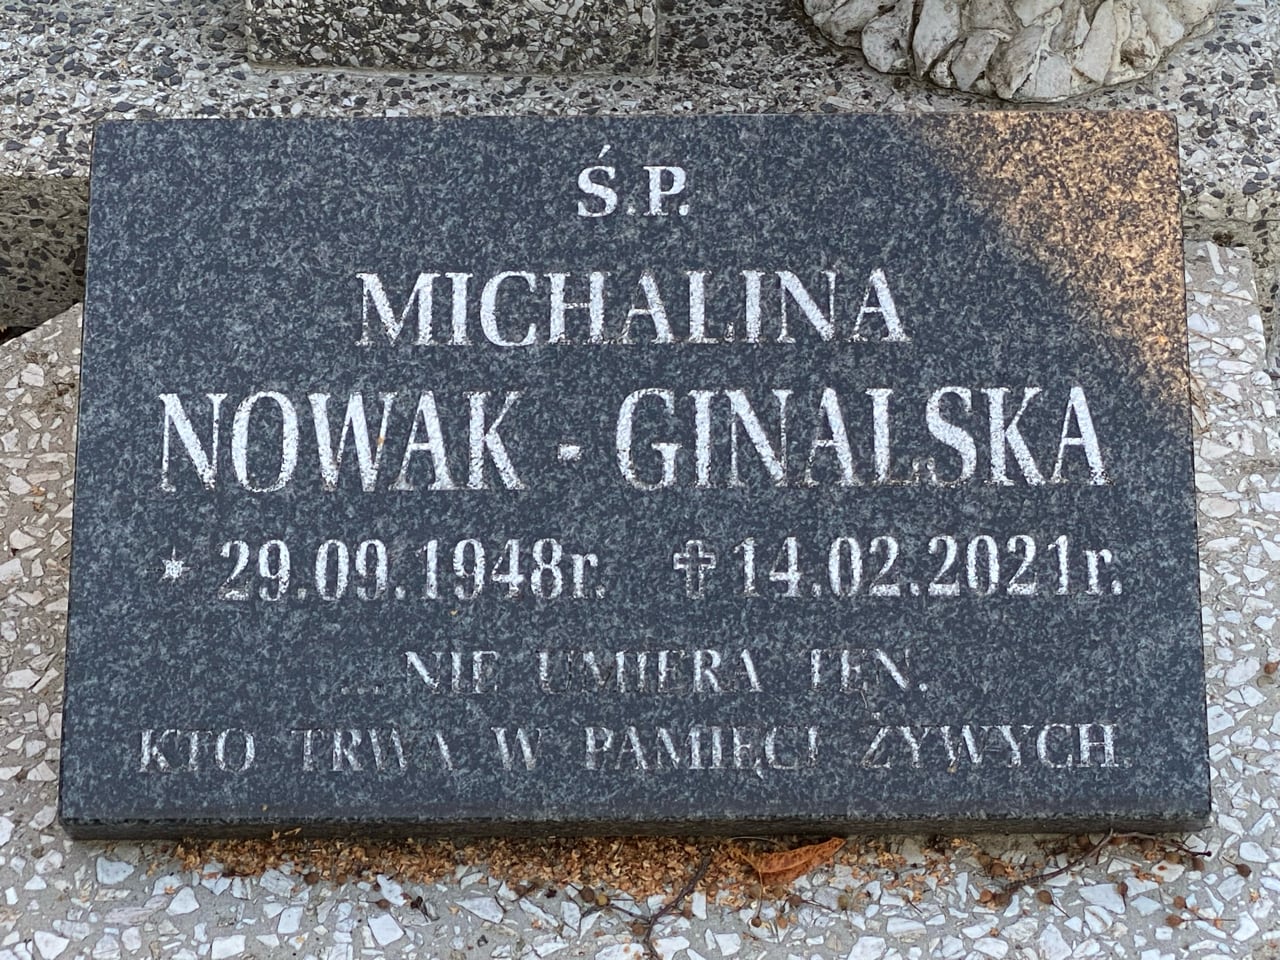 Ś.P.
MICHALINA
NOWAK - GINALSKA
* 29.09.1948r. ✝ 14.02.2021r.
... NIE UMIERA TEN,
KTO TRWA W PAMIĘCI ŻYWYCH.